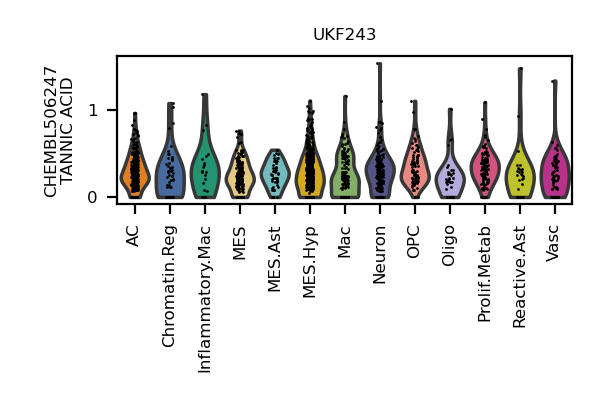 UKF243
CHEMBL506247
TANNIC ACID
1
0
AC
Chromatin.Reg
Inflammatory.Mac
MES
MES.Ast
MES.Hyp
Mac
Neuron
OPC
Oligo
Prolif.Metab
Reactive.Ast
Vasc